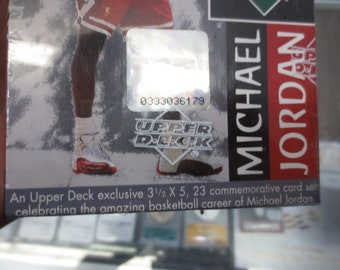 0333036179
UPPER
DECK
MICHAEL
JORDAN
An Upper Deck exclusive 3½ X 5, 23 commemorative card set
celebrating the amazing basketball career of Michael Jordan